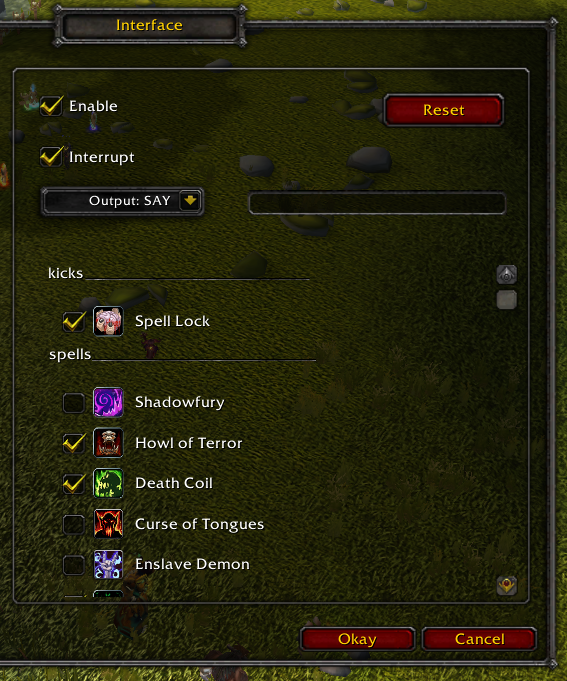 Interface
Enable
Reset
Interrupt
Output: SAY
kicks
Spell Lock
spells
Shadowfury
Howl of Terror
Death Coil
Curse of Tongues
Enslave Demon
Okay
Cancel